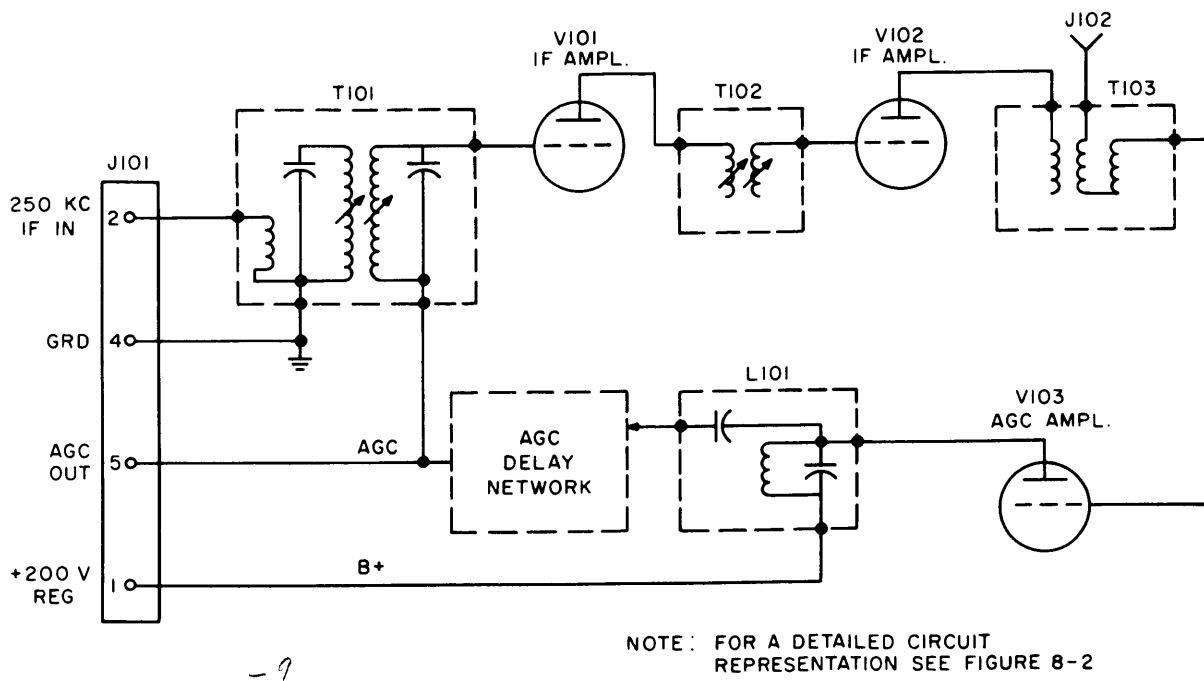 V101
IF AMPL.
V102
IF AMPL.
J102
T101
T102
T103
J101
250 KC
IF IN
2
GRD
4
AGC
OUT
5
AGC
AGC
DELAY
NETWORK
L101
V103
AGC AMPL.
+200 V
REG
1
B+
NOTE: FOR A DETAILED CIRCUIT
REPRESENTATION SEE FIGURE 8-2